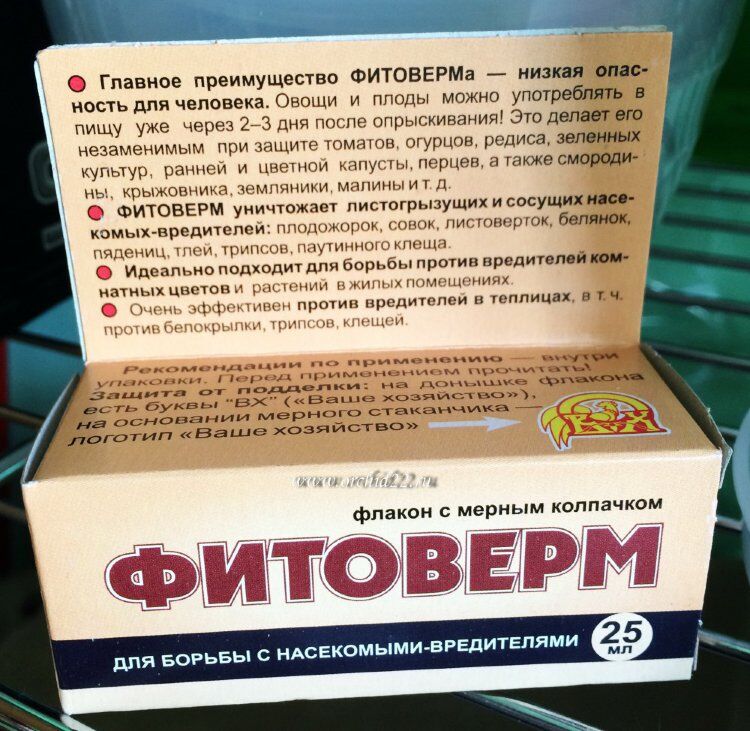 ● Главное преимущество ФИТОВЕРМа — низкая опас-
ность для человека. Овощи и плоды можно употреблять в
пищу уже через 2–3 дня после опрыскивания! Это делает его
незаменимым при защите томатов, огурцов, редиса, зеленных
культур, ранней и цветной капусты, перцев, а также смороди-
ны, крыжовника, земляники, малины и т. д.
● ФИТОВЕРМ уничтожает листогрызущих и сосущих насе-
комых-вредителей: плодожорок, совок, листоверток, белянок,
пядениц, тлей, трипсов, паутинного клеща.
● Идеально подходит для борьбы против вредителей ком-
натных цветов и растений в жилых помещениях.
● Очень эффективен против вредителей в теплицах, в т. ч.
против белокрылки, трипсов, клещей.
Рекомендации по применению — внутри
упаковки. Перед применением прочитать!
Защита от подделки: на донышке флакона
есть буквы "ВХ" («Ваше хозяйство»),
на основании мерного стаканчика —
логотип «Ваше хозяйство»
флакон с мерным колпачком
ФИТОВЕРМ
ДЛЯ БОРЬБЫ С НАСЕКОМЫМИ-ВРЕДИТЕЛЯМИ
25
МЛ